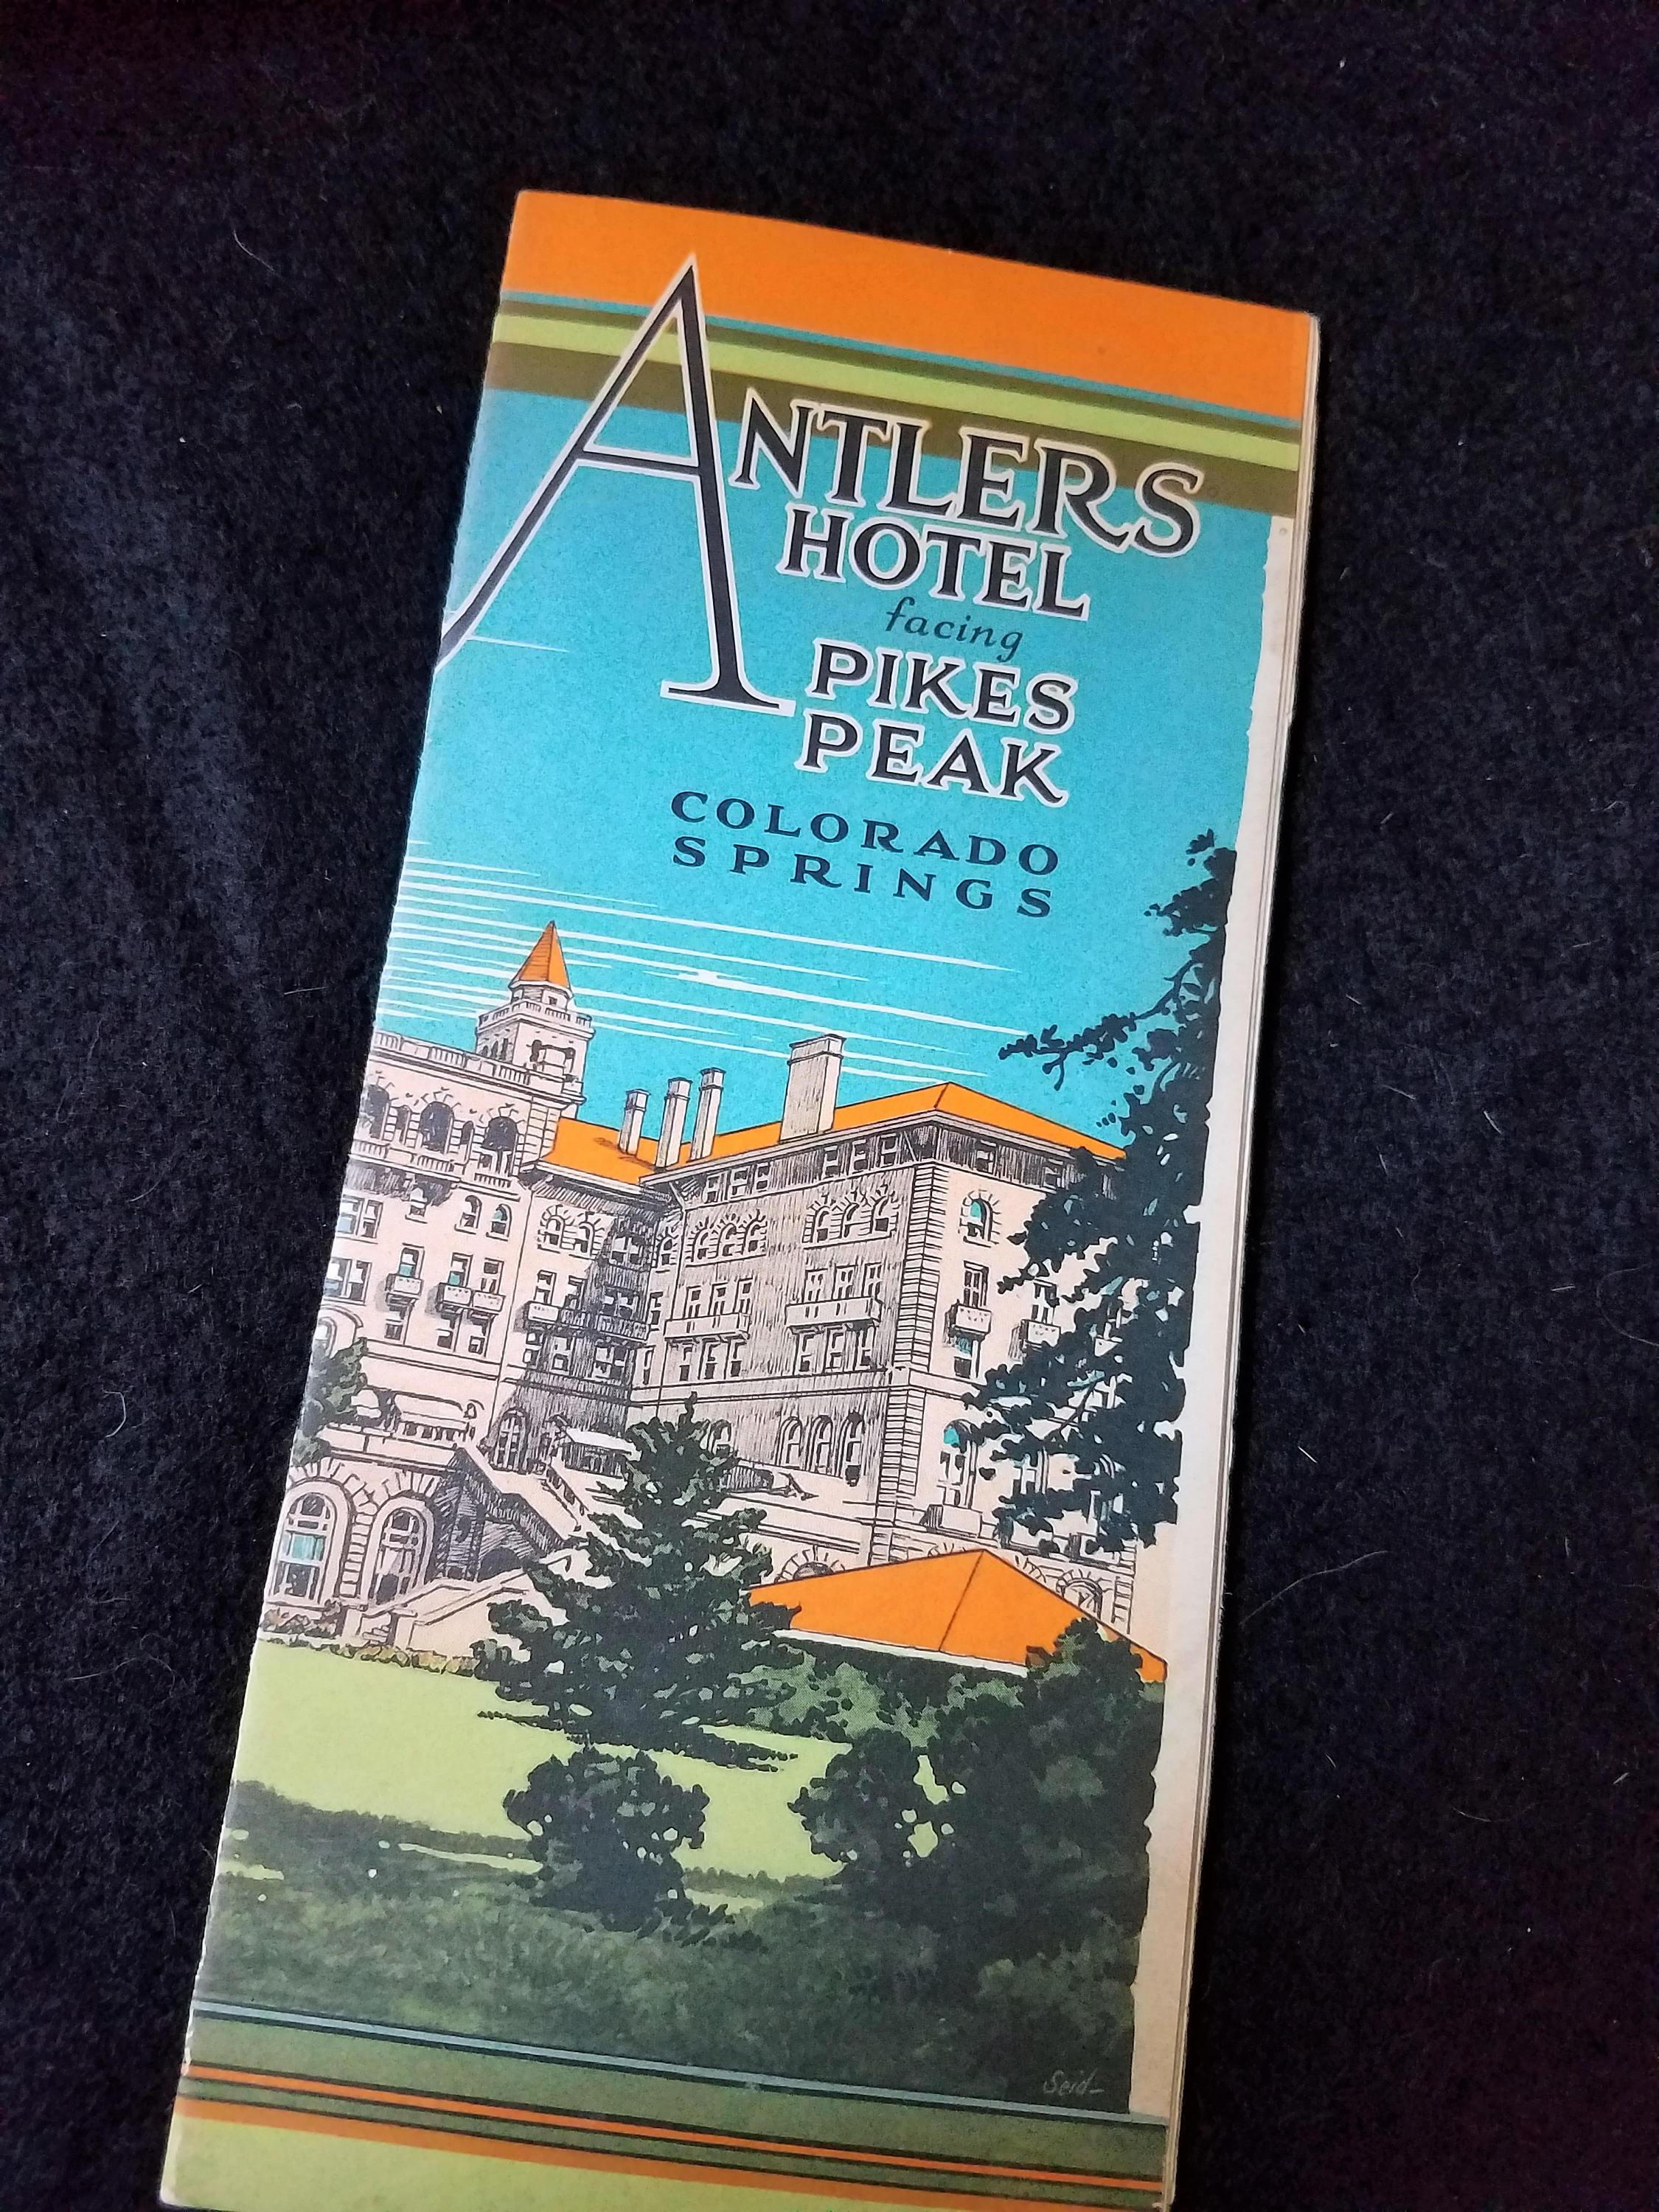 ANTLERS
HOTEL
facing
PIKES
PEAK
COLORADO
SPRINGS
Seid-